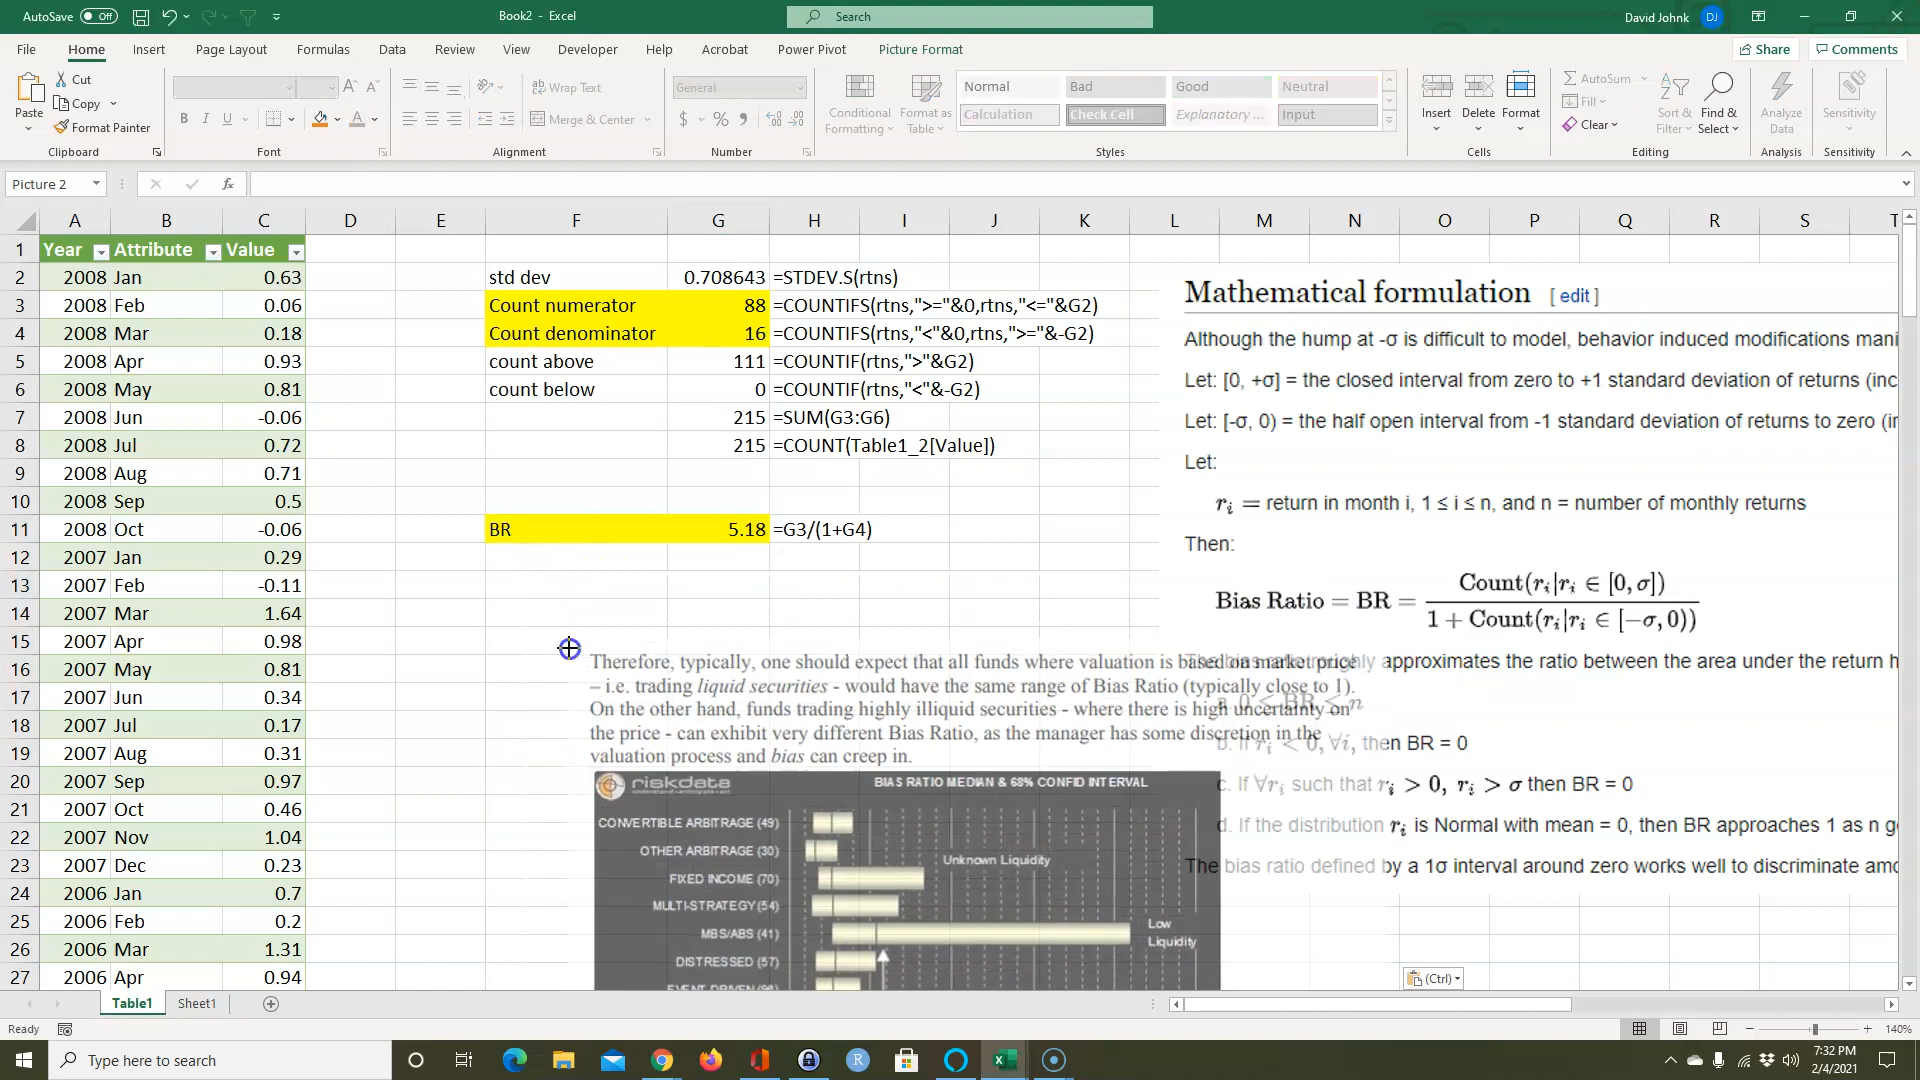 AutoSave Off
Book2 - Excel
Search
David Johnk DJ
File Home Insert Page Layout Formulas Data Review View Developer Help Acrobat Power Pivot Picture Format
Share Comments
Paste
Cut
Copy
Format Painter
Clipboard
B I U
Font
Wrap Text
Merge & Center
Alignment
General
Number
Conditional Formatting
Format as Table
Normal Bad Good Neutral
Calculation Check Cell Explanatory ... Input
Styles
Insert Delete Format
Cells
AutoSum
Fill
Clear
Sort & Filter
Find & Select
Editing
Analyze Data
Analysis
Sensitivity
Sensitivity
Picture 2
fx
A B C D E F G H I J K L M N O P Q R S T
1 Year Attribute Value
2 2008 Jan 0.63 std dev 0.708643 =STDEV.S(rtns)
3 2008 Feb 0.06 Count numerator 88 =COUNTIFS(rtns,">="&0,rtns,"<="&G2)
4 2008 Mar 0.18 Count denominator 16 =COUNTIFS(rtns,"<"&0,rtns,">="&-G2)
5 2008 Apr 0.93 count above 111 =COUNTIF(rtns,">"&G2)
6 2008 May 0.81 count below 0 =COUNTIF(rtns,"<"&-G2)
7 2008 Jun -0.06 215 =SUM(G3:G6)
8 2008 Jul 0.72 215 =COUNT(Table1_2[Value])
9 2008 Aug 0.71
10 2008 Sep 0.5
11 2008 Oct -0.06 BR 5.18 =G3/(1+G4)
12 2007 Jan 0.29
13 2007 Feb -0.11
14 2007 Mar 1.64
15 2007 Apr 0.98
16 2007 May 0.81
17 2007 Jun 0.34
18 2007 Jul 0.17
19 2007 Aug 0.31
20 2007 Sep 0.97
21 2007 Oct 0.46
22 2007 Nov 1.04
23 2007 Dec 0.23
24 2006 Jan 0.7
25 2006 Feb 0.2
26 2006 Mar 1.31
27 2006 Apr 0.94
Mathematical formulation [ edit ]
Although the hump at -σ is difficult to model, behavior induced modifications mani
Let: [0, +σ] = the closed interval from zero to +1 standard deviation of returns (inc
Let: [-σ, 0) = the half open interval from -1 standard deviation of returns to zero (in
Let:
rᵢ = return in month i, 1 ≤ i ≤ n, and n = number of monthly returns
Then:
Bias Ratio = BR = Count(rᵢ|rᵢ ∈ [0, σ]) / 1 + Count(rᵢ|rᵢ ∈ [−σ, 0))
approximates the ratio between the area under the return h
a. 0 ≤ BR ≤ n
b. If rᵢ < 0, ∀i, then BR = 0
c. If ∀rᵢ such that rᵢ > 0, rᵢ > σ then BR = 0
d. If the distribution rᵢ is Normal with mean = 0, then BR approaches 1 as n g
The bias ratio defined by a 1σ interval around zero works well to discriminate amo
Therefore, typically, one should expect that all funds where valuation is based on market price
– i.e. trading liquid securities - would have the same range of Bias Ratio (typically close to 1).
On the other hand, funds trading highly illiquid securities - where there is high uncertainty on
the price - can exhibit very different Bias Ratio, as the manager has some discretion in the
valuation process and bias can creep in.
riskdata
BIAS RATIO MEDIAN & 68% CONFID INTERVAL
CONVERTIBLE ARBITRAGE (49)
OTHER ARBITRAGE (30)
Unknown Liquidity
FIXED INCOME (70)
MULTI-STRATEGY (54)
MBS/ABS (41)
Low Liquidity
DISTRESSED (57)
(Ctrl)
Table1 Sheet1
Ready
140%
Type here to search
7:32 PM
2/4/2021